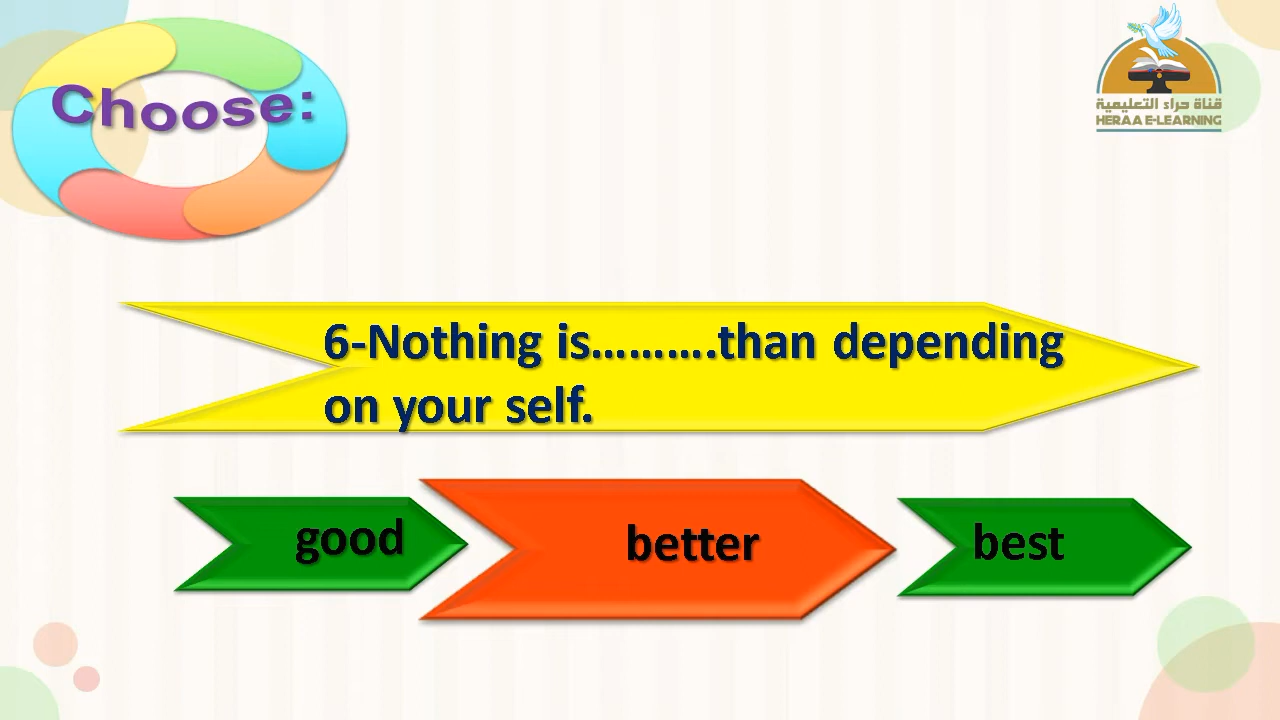 Choose:
قناة حراء التعليمية
HERAA E-LEARNING
6-Nothing is……….than depending
on your self.
good
better
best